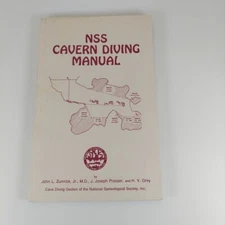 NSS
CAVERN DIVING
MANUAL
by
John L. Zumrick, Jr., M.D., J. Joseph Prosser, and H. V. Grey
Cave Diving Section of the National Speleological Society, Inc.